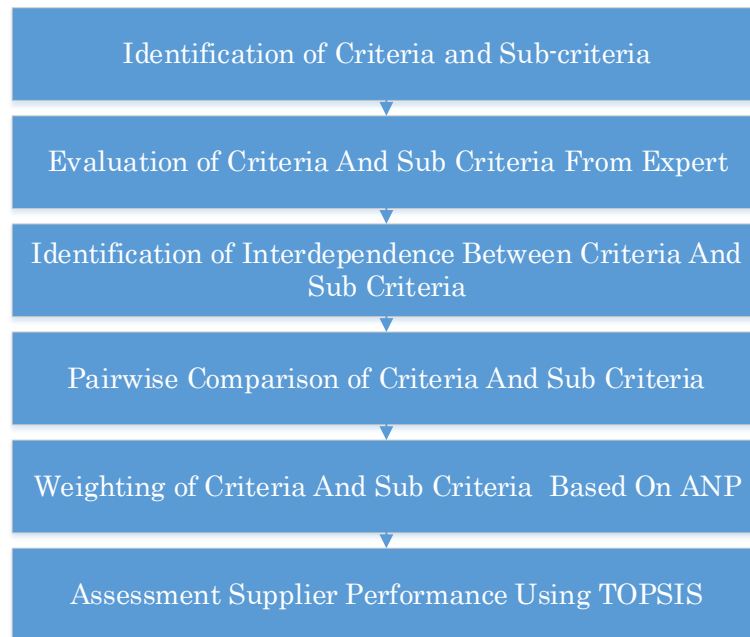 Identification of Criteria and Sub-criteria
Evaluation of Criteria And Sub Criteria From Expert
Identification of Interdependence Between Criteria And
Sub Criteria
Pairwise Comparison of Criteria And Sub Criteria
Weighting of Criteria And Sub Criteria Based On ANP
Assessment Supplier Performance Using TOPSIS